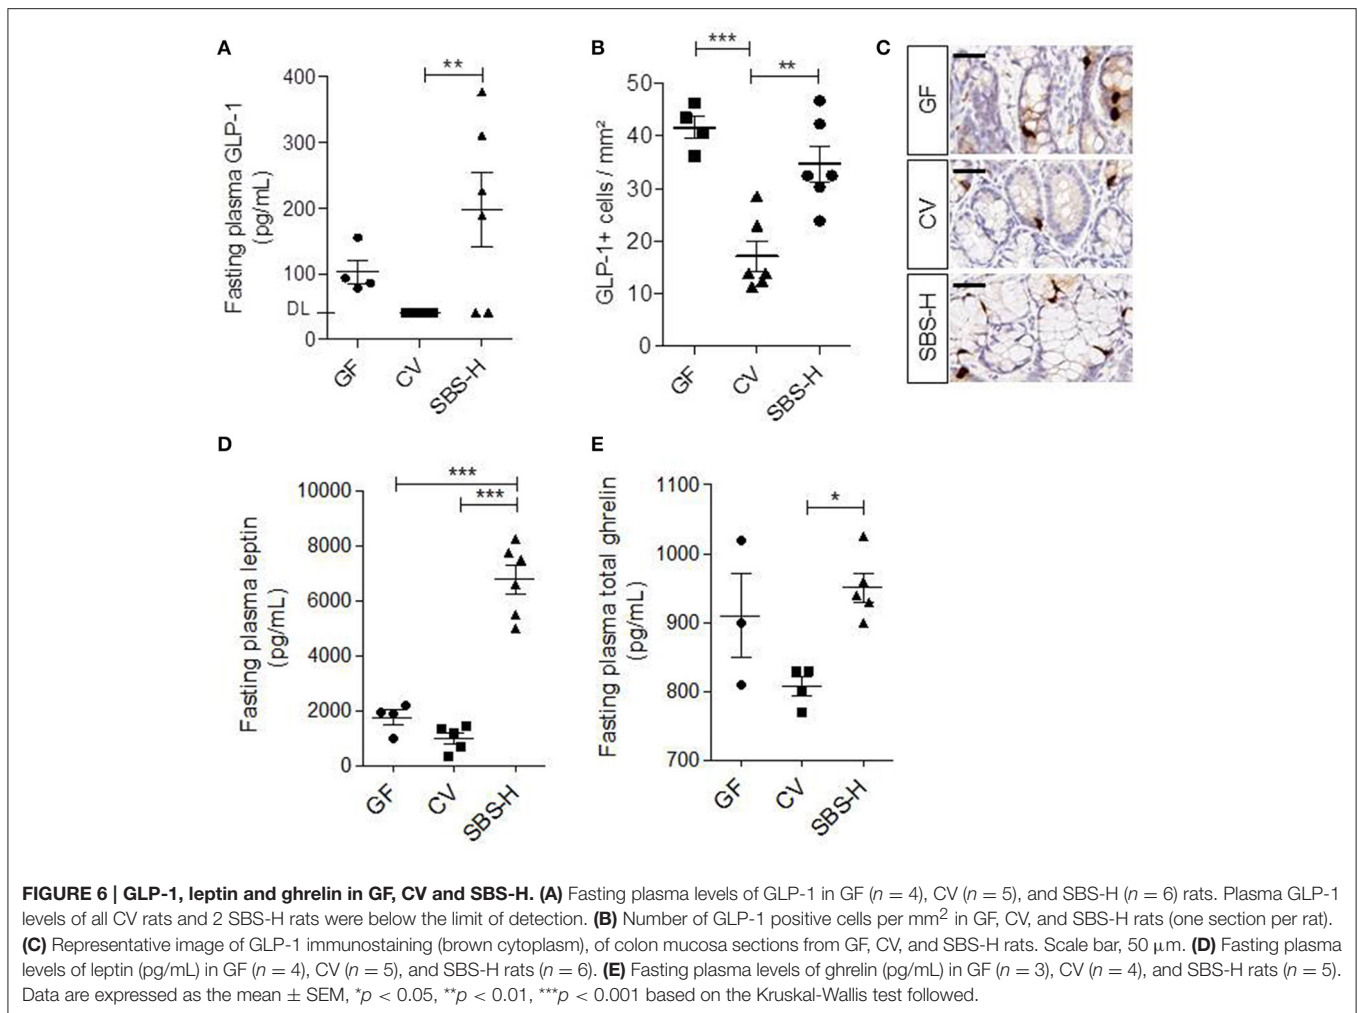 A
**
Fasting plasma GLP-1
(pg/mL)
400
300
200
100
DL
0
GF
CV
SBS-H
B
***
**
GLP-1+ cells / mm²
50
40
30
20
10
0
GF
CV
SBS-H
C
GF
CV
SBS-H
D
***
***
Fasting plasma leptin
(pg/mL)
10000
8000
6000
4000
2000
0
GF
CV
SBS-H
E
*
Fasting plasma total ghrelin
(pg/mL)
1100
1000
900
800
700
GF
CV
SBS-H
FIGURE 6 | GLP-1, leptin and ghrelin in GF, CV and SBS-H. (A) Fasting plasma levels of GLP-1 in GF (n = 4), CV (n = 5), and SBS-H (n = 6) rats. Plasma GLP-1
levels of all CV rats and 2 SBS-H rats were below the limit of detection. (B) Number of GLP-1 positive cells per mm² in GF, CV, and SBS-H rats (one section per rat).
(C) Representative image of GLP-1 immunostaining (brown cytoplasm), of colon mucosa sections from GF, CV, and SBS-H rats. Scale bar, 50 μm. (D) Fasting plasma
levels of leptin (pg/mL) in GF (n = 4), CV (n = 5), and SBS-H rats (n = 6). (E) Fasting plasma levels of ghrelin (pg/mL) in GF (n = 3), CV (n = 4), and SBS-H rats (n = 5).
Data are expressed as the mean ± SEM, *p < 0.05, **p < 0.01, ***p < 0.001 based on the Kruskal-Wallis test followed.